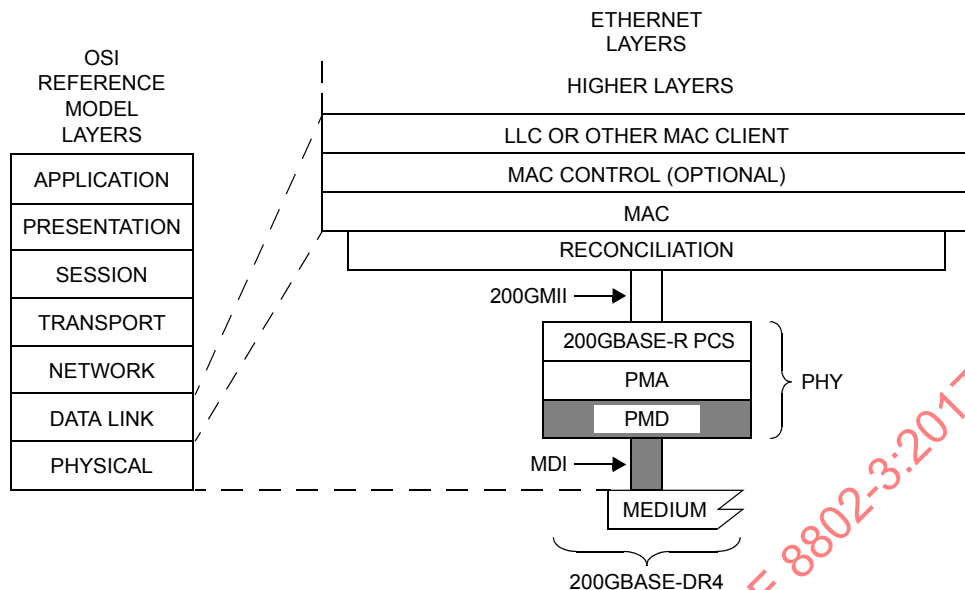 OSI
REFERENCE
MODEL
LAYERS
APPLICATION
PRESENTATION
SESSION
TRANSPORT
NETWORK
DATA LINK
PHYSICAL
ETHERNET
LAYERS
HIGHER LAYERS
LLC OR OTHER MAC CLIENT
MAC CONTROL (OPTIONAL)
MAC
RECONCILIATION
200GMII
200GBASE-R PCS
PMA
PMD
PHY
MDI
MEDIUM
200GBASE-DR4
8802-3:2017